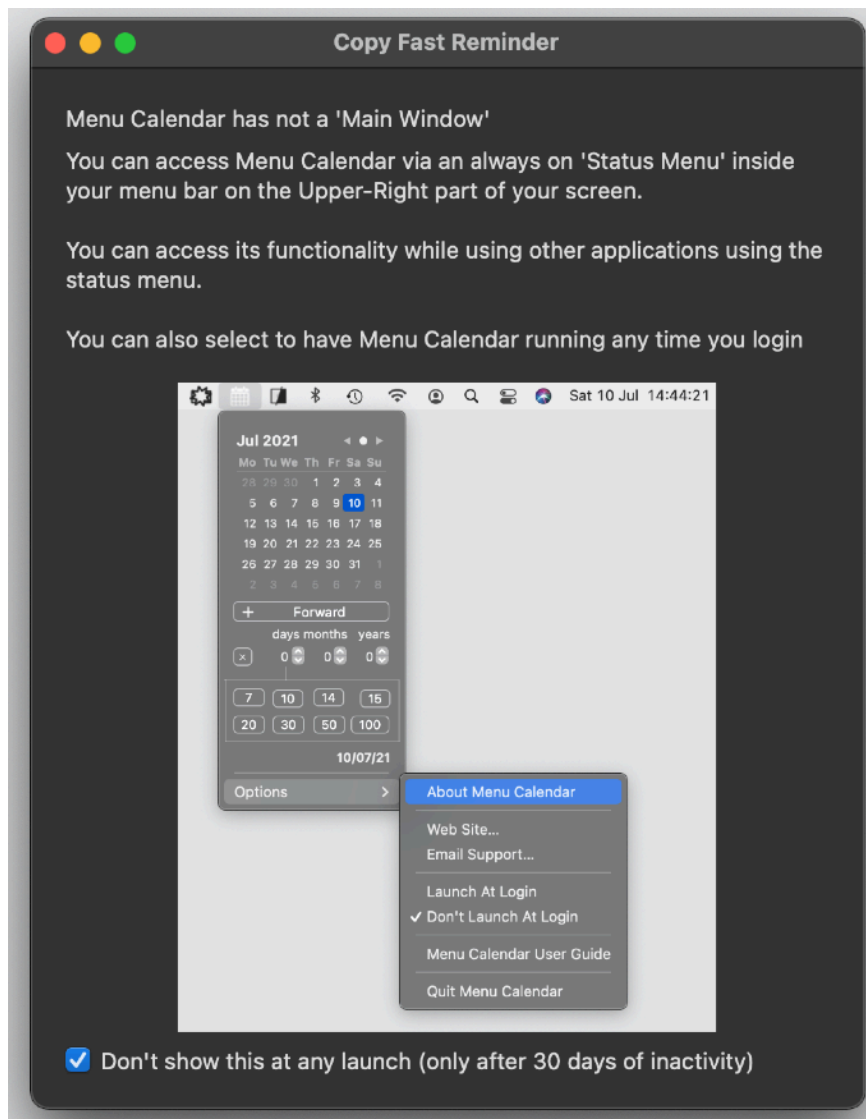 Copy Fast Reminder
Menu Calendar has not a 'Main Window'
You can access Menu Calendar via an always on 'Status Menu' inside
your menu bar on the Upper-Right part of your screen.
You can access its functionality while using other applications using the
status menu.
You can also select to have Menu Calendar running any time you login
Sat 10 Jul 14:44:21
Jul 2021
Mo Tu We Th Fr Sa Su
28 29 30 1 2 3 4
5 6 7 8 9 10 11
12 13 14 15 16 17 18
19 20 21 22 23 24 25
26 27 28 29 30 31 1
2 3 4 5 6 7 8
+ Forward
days months years
0 0 0
7 10 14 15
20 30 50 100
10/07/21
Options >
About Menu Calendar
Web Site...
Email Support...
Launch At Login
✓ Don't Launch At Login
Menu Calendar User Guide
Quit Menu Calendar
Don't show this at any launch (only after 30 days of inactivity)